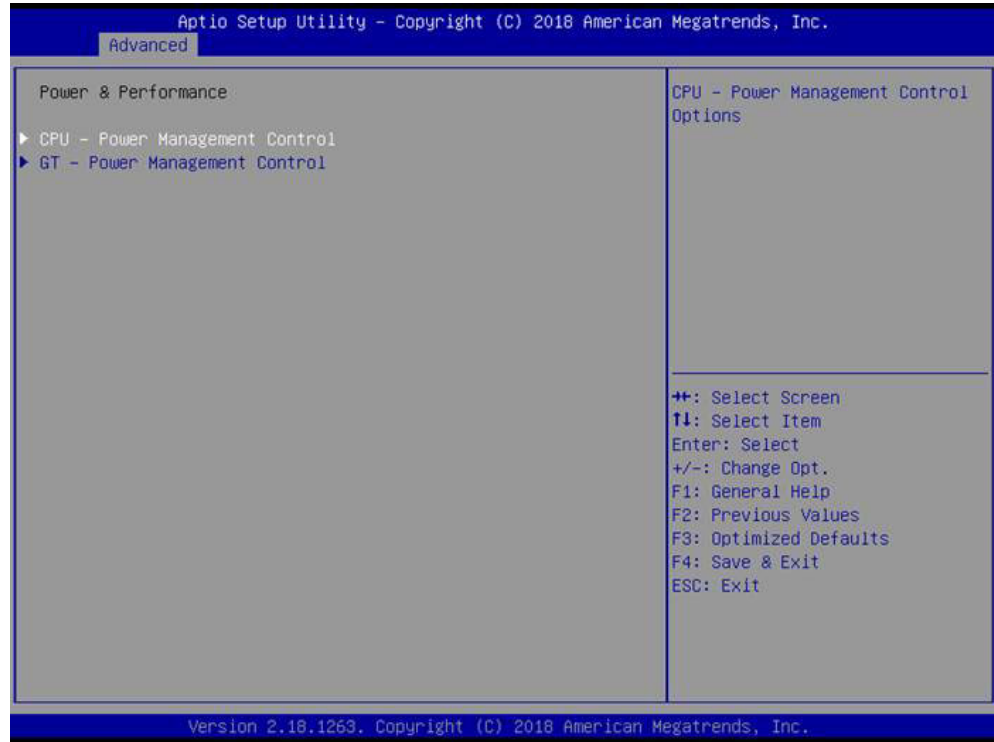 Aptio Setup Utility – Copyright (C) 2018 American Megatrends, Inc.
Advanced
Power & Performance
CPU – Power Management Control
GT – Power Management Control
CPU – Power Management Control
Options
→←: Select Screen
↑↓: Select Item
Enter: Select
+/-: Change Opt.
F1: General Help
F2: Previous Values
F3: Optimized Defaults
F4: Save & Exit
ESC: Exit
Version 2.18.1263. Copyright (C) 2018 American Megatrends, Inc.